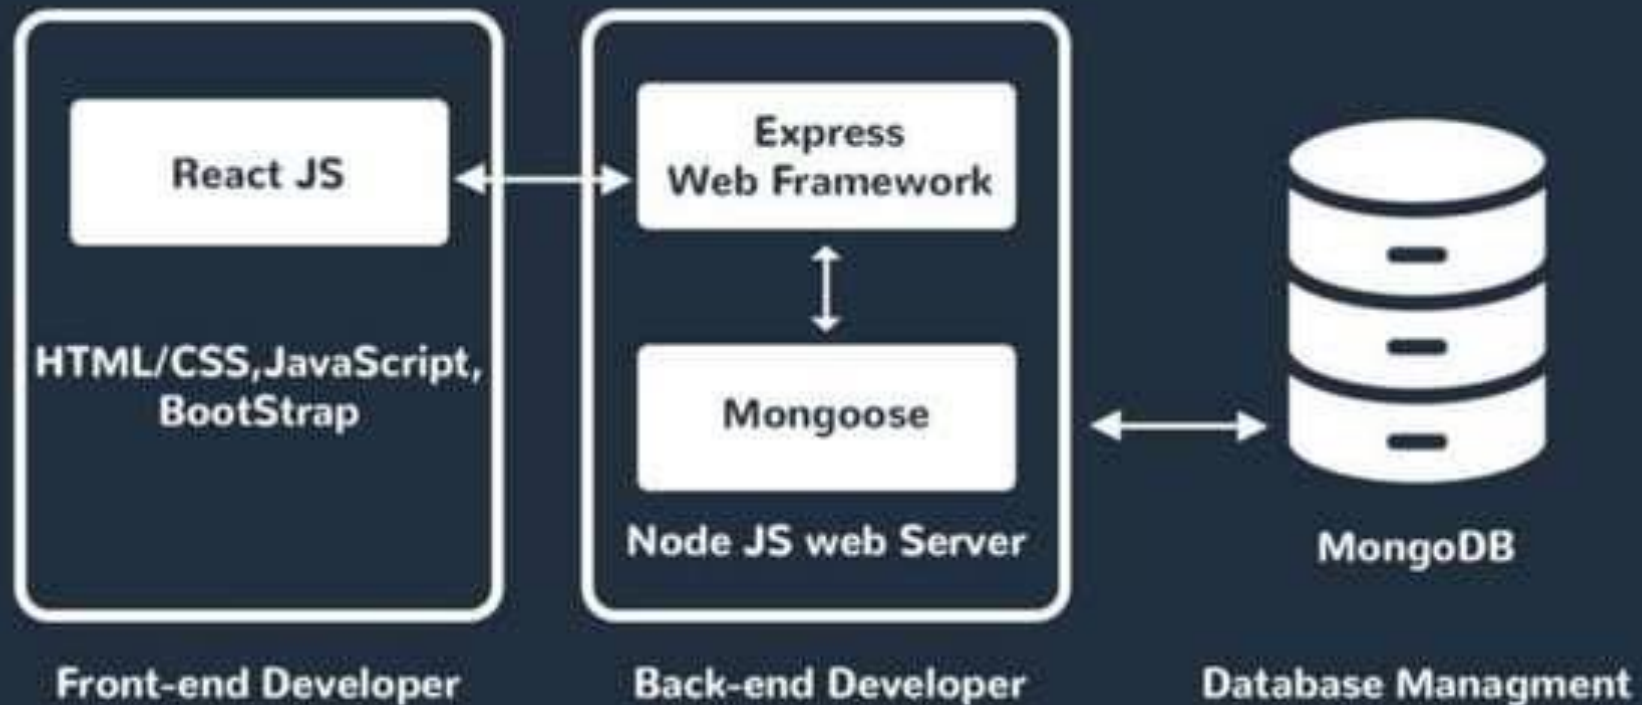 React JS
HTML/CSS,JavaScript,
BootStrap
Front-end Developer
Express
Web Framework
Mongoose
Node JS web Server
Back-end Developer
MongoDB
Database Managment